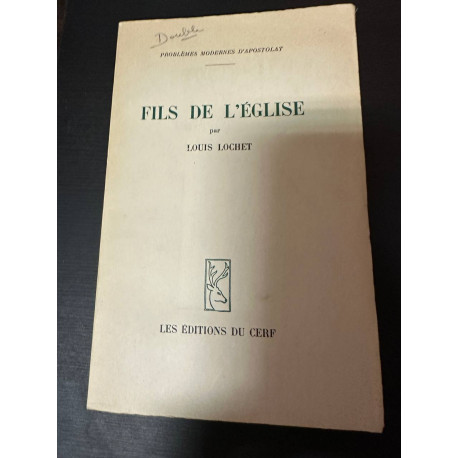 Double
PROBLÈMES MODERNES D'APOSTOLAT
FILS DE L'ÉGLISE
par
LOUIS LOCHET
LES ÉDITIONS DU CERF